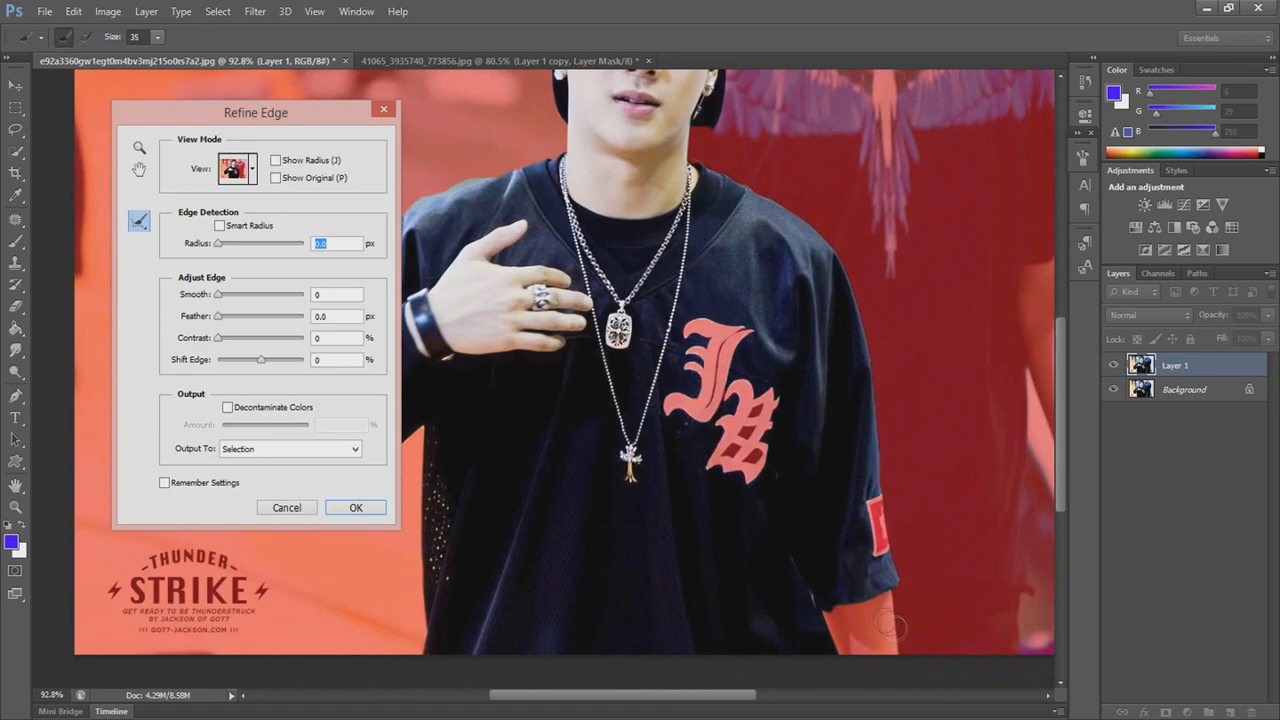 Ps File Edit Image Layer Type Select Filter 3D View Window Help
Size: 35
Essentials
e92a3360gw1egt0m4bv3mj215o0rs7a2.jpg @ 92.8% (Layer 1, RGB/8#) * ×
41065_3935740_773856.jpg @ 80.5% (Layer 1 copy, Layer Mask/8) * ×
Refine Edge
View Mode
View:
Show Radius (J)
Show Original (P)
Edge Detection
Smart Radius
Radius: 0.0 px
Adjust Edge
Smooth: 0
Feather: 0.0 px
Contrast: 0 %
Shift Edge: 0 %
Output
Decontaminate Colors
Amount: %
Output To: Selection
Remember Settings
Cancel OK
THUNDER
STRIKE
GET READY TO BE THUNDERSTRUCK
BY JACKSON OF GOT7
!!! GOT7-JACKSON.COM !!!
Color Swatches
R 6
G 29
B 255
Adjustments Styles
Add an adjustment
Layers Channels Paths
Kind
Normal Opacity: 100%
Lock: Fill: 100%
Layer 1
Background
92.8% Doc: 4.29M/8.58M
Mini Bridge Timeline